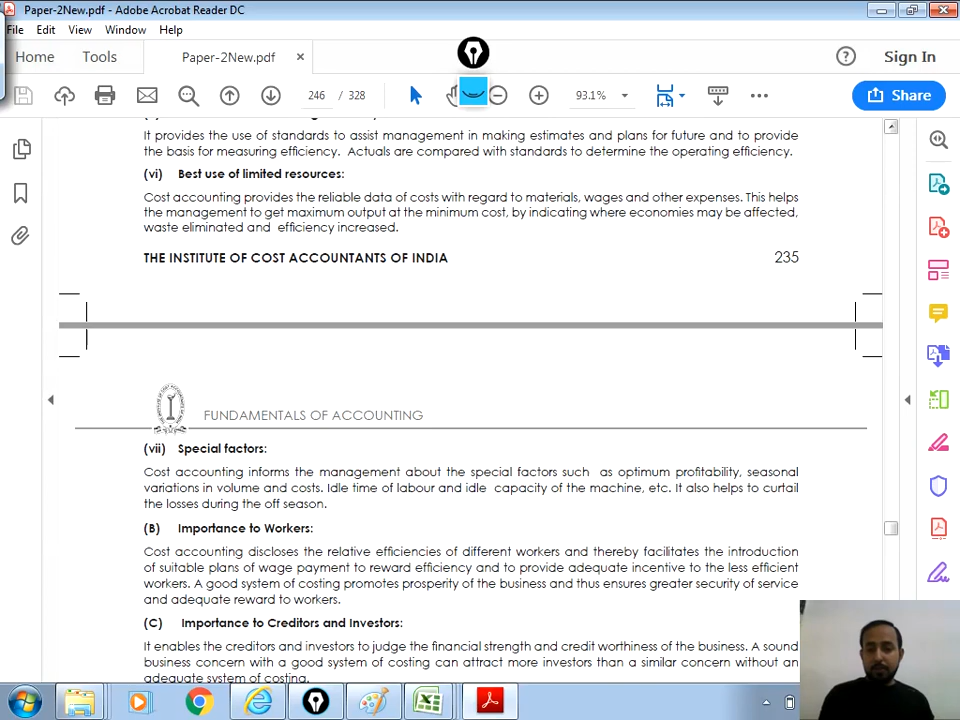 Paper-2New.pdf - Adobe Acrobat Reader DC
File Edit View Window Help
Home Tools Paper-2New.pdf × Sign In
246 / 328 93.1% Share
It provides the use of standards to assist management in making estimates and plans for future and to provide
the basis for measuring efficiency. Actuals are compared with standards to determine the operating efficiency.
(vi) Best use of limited resources:
Cost accounting provides the reliable data of costs with regard to materials, wages and other expenses. This helps
the management to get maximum output at the minimum cost, by indicating where economies may be affected,
waste eliminated and efficiency increased.
THE INSTITUTE OF COST ACCOUNTANTS OF INDIA 235
FUNDAMENTALS OF ACCOUNTING
(vii) Special factors:
Cost accounting informs the management about the special factors such as optimum profitability, seasonal
variations in volume and costs. Idle time of labour and idle capacity of the machine, etc. It also helps to curtail
the losses during the off season.
(B) Importance to Workers:
Cost accounting discloses the relative efficiencies of different workers and thereby facilitates the introduction
of suitable plans of wage payment to reward efficiency and to provide adequate incentive to the less efficient
workers. A good system of costing promotes prosperity of the business and thus ensures greater security of service
and adequate reward to workers.
(C) Importance to Creditors and Investors:
It enables the creditors and investors to judge the financial strength and credit worthiness of the business. A sound
business concern with a good system of costing can attract more investors than a similar concern without an
adequate system of costing.